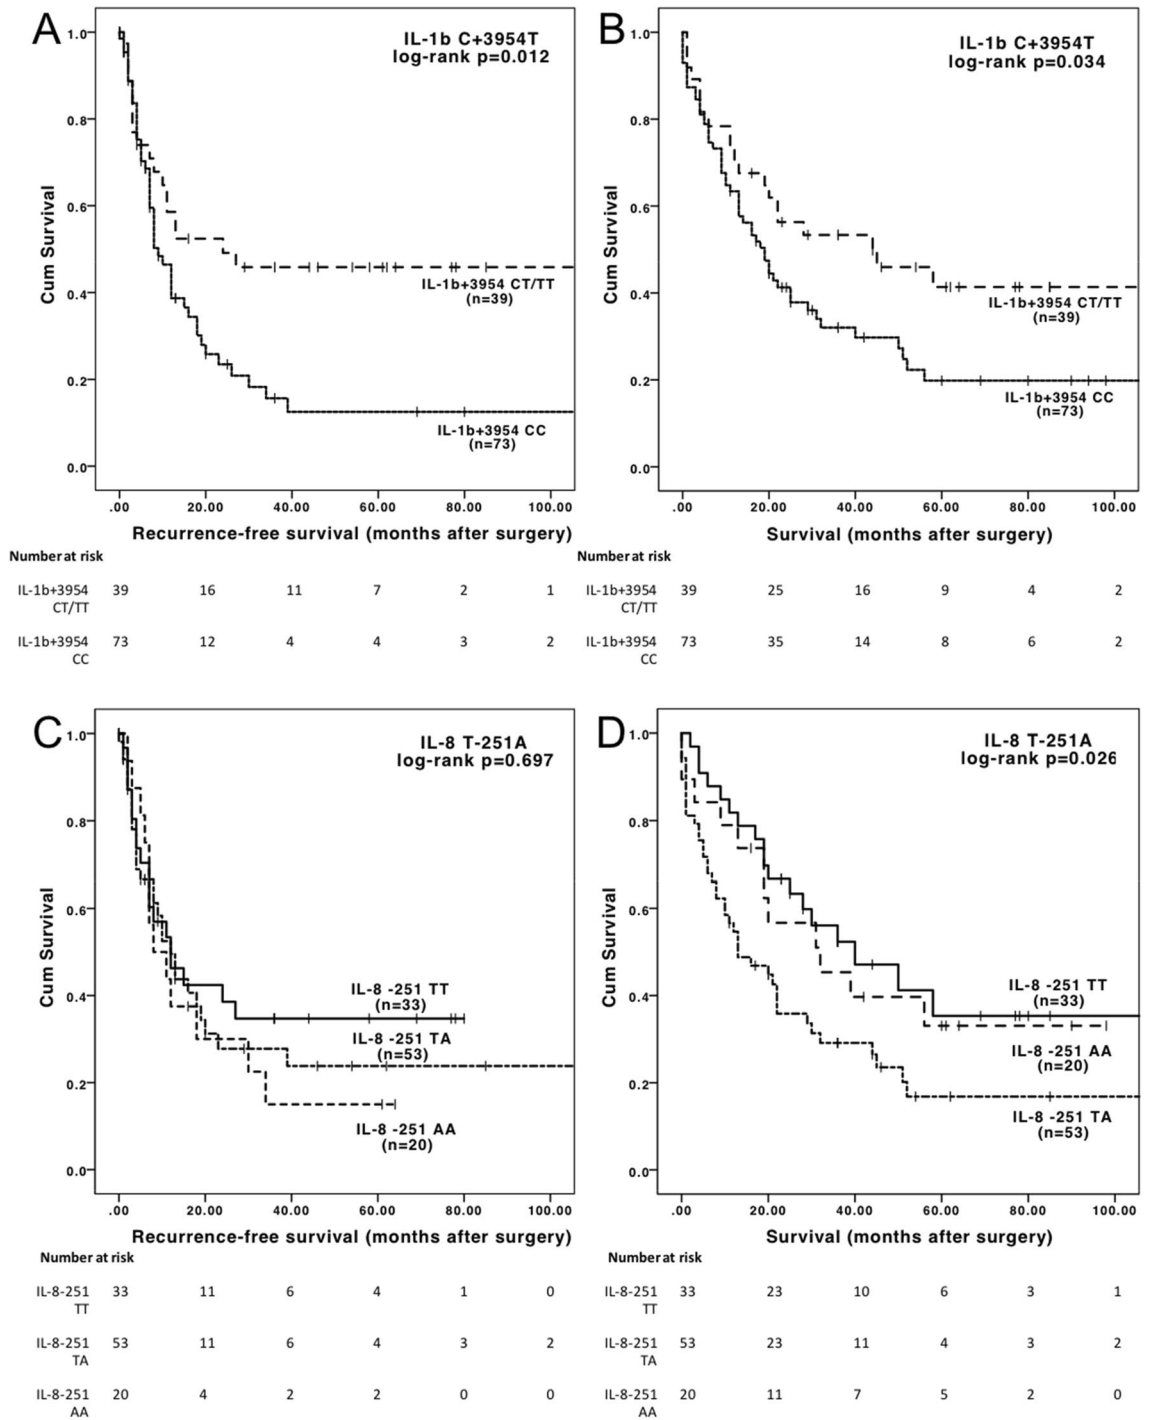 A
IL-1b C+3954T
log-rank p=0.012
1.0
0.8
0.6
0.4
0.2
0.0
Cum Survival
IL-1b+3954 CT/TT
(n=39)
IL-1b+3954 CC
(n=73)
.00 20.00 40.00 60.00 80.00 100.00
Recurrence-free survival (months after surgery)
Number at risk
IL-1b+3954 39 16 11 7 2 1
CT/TT
IL-1b+3954 73 12 4 4 3 2
CC
B
IL-1b C+3954T
log-rank p=0.034
1.0
0.8
0.6
0.4
0.2
0.0
Cum Survival
IL-1b+3954 CT/TT
(n=39)
IL-1b+3954 CC
(n=73)
.00 20.00 40.00 60.00 80.00 100.00
Survival (months after surgery)
Number at risk
IL-1b+3954 39 25 16 9 4 2
CT/TT
IL-1b+3954 73 35 14 8 6 2
CC
C
IL-8 T-251A
log-rank p=0.697
1.0
0.8
0.6
0.4
0.2
0.0
Cum Survival
IL-8 -251 TT
(n=33)
IL-8 -251 TA
(n=53)
IL-8 -251 AA
(n=20)
.00 20.00 40.00 60.00 80.00 100.00
Recurrence-free survival (months after surgery)
Number at risk
IL-8-251 33 11 6 4 1 0
TT
IL-8-251 53 11 6 4 3 2
TA
IL-8-251 20 4 2 2 0 0
AA
D
IL-8 T-251A
log-rank p=0.026
1.0
0.8
0.6
0.4
0.2
0.0
Cum Survival
IL-8 -251 TT
(n=33)
IL-8 -251 AA
(n=20)
IL-8 -251 TA
(n=53)
.00 20.00 40.00 60.00 80.00 100.00
Survival (months after surgery)
Number at risk
IL-8-251 33 23 10 6 3 1
TT
IL-8-251 53 23 11 4 3 2
TA
IL-8-251 20 11 7 5 2 0
AA